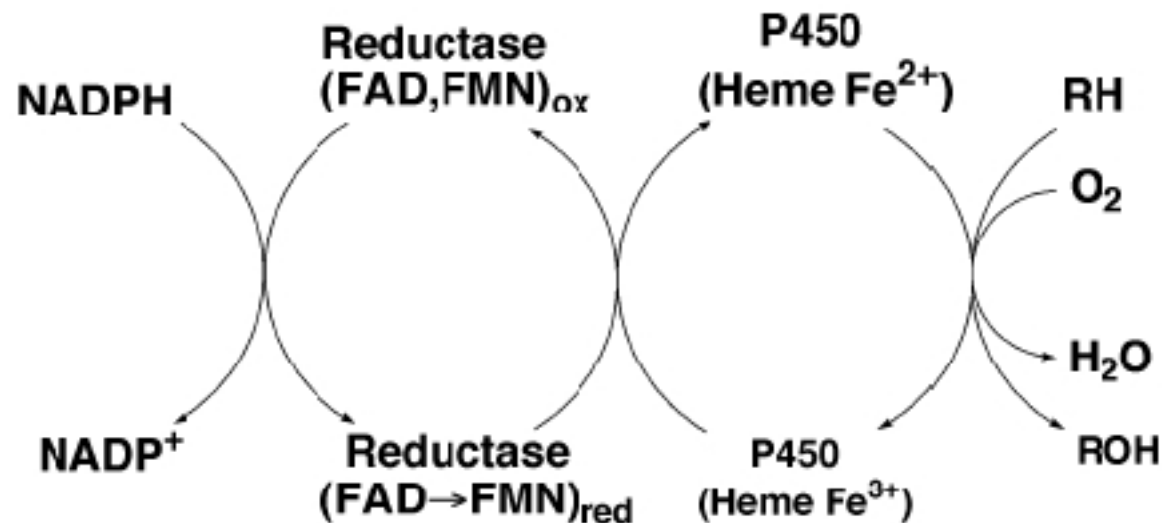 NADPH
Reductase
(FAD,FMN)ox
P450
(Heme Fe²⁺)
RH
O₂
H₂O
NADP⁺
Reductase
(FAD→FMN)red
P450
(Heme Fe³⁺)
ROH